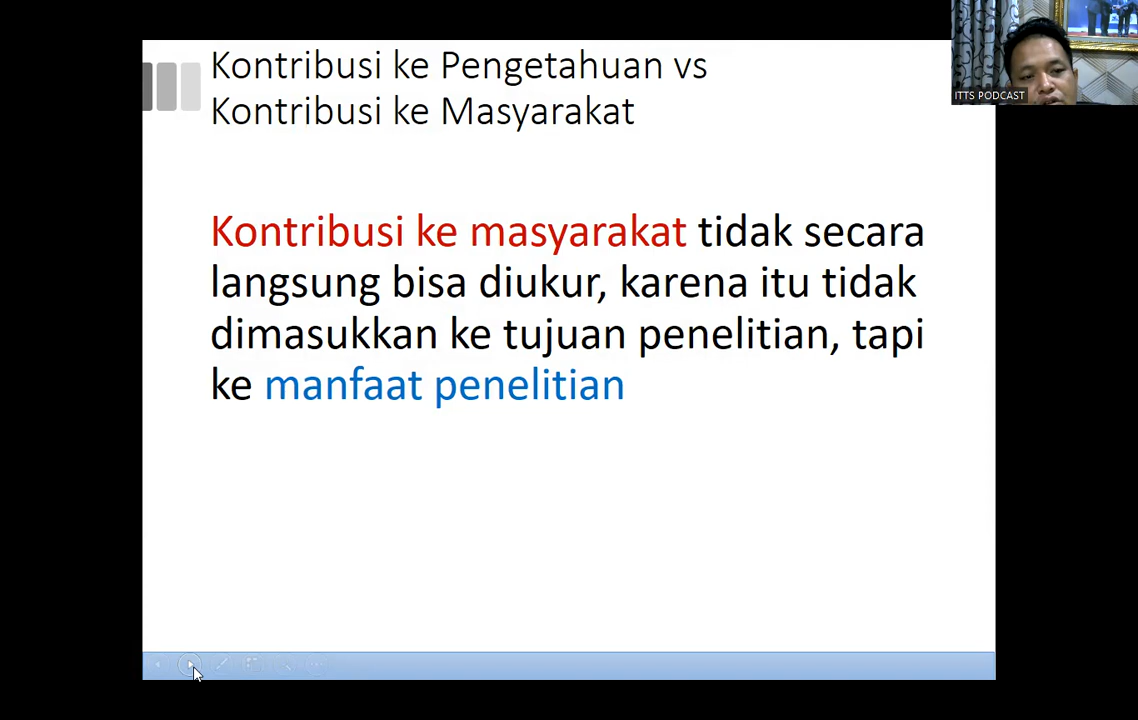 Kontribusi ke Pengetahuan vs
Kontribusi ke Masyarakat
ITTS PODCAST
Kontribusi ke masyarakat tidak secara
langsung bisa diukur, karena itu tidak
dimasukkan ke tujuan penelitian, tapi
ke manfaat penelitian